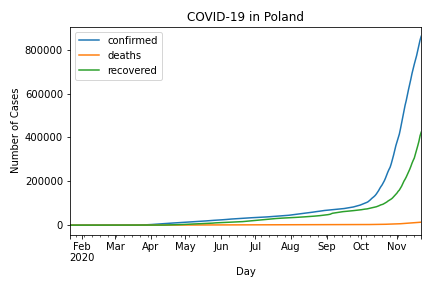 COVID-19 in Poland
confirmed
deaths
recovered
Number of Cases
800000
600000
400000
200000
0
Feb Mar Apr May Jun Jul Aug Sep Oct Nov
2020
Day